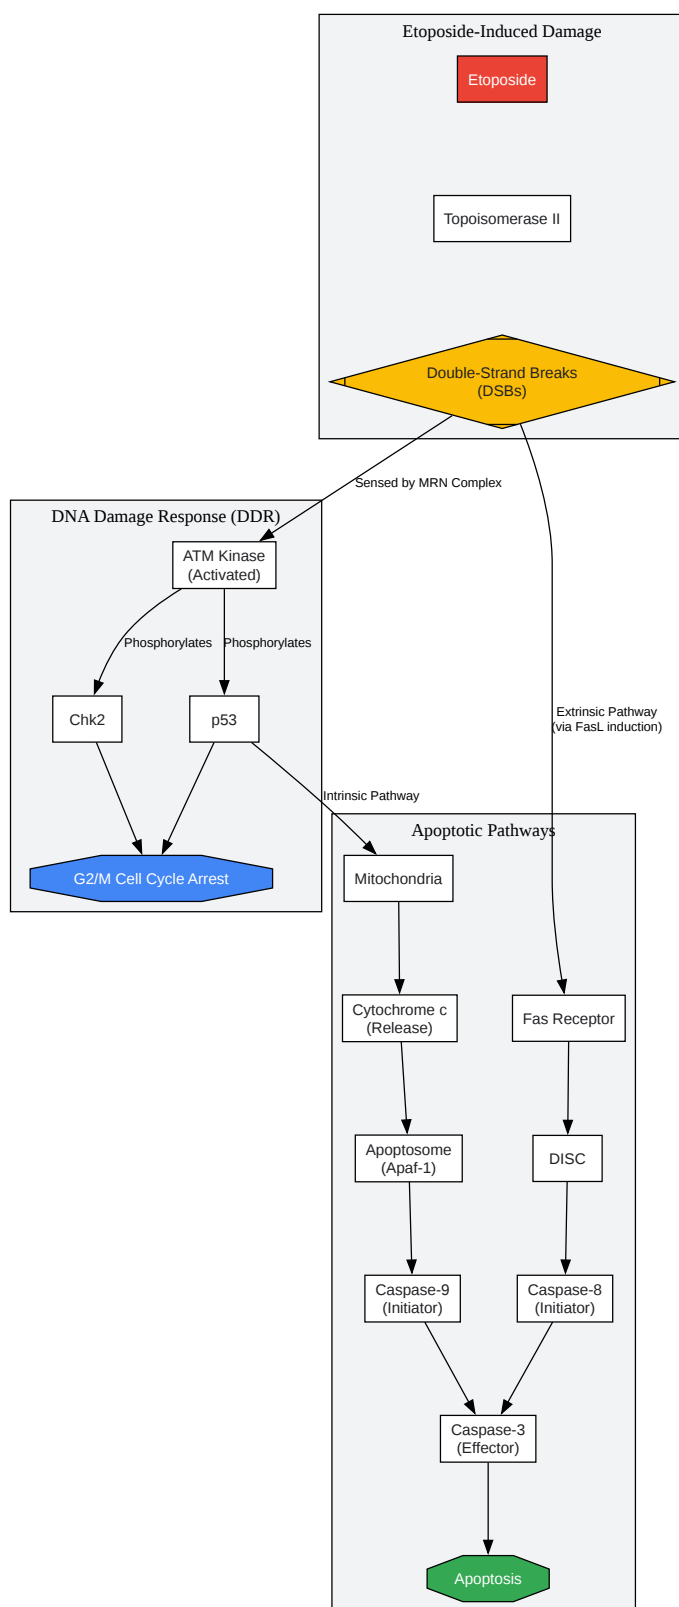 Etoposide-Induced Damage
Etoposide
Topoisomerase II
Double-Strand Breaks
(DSBs)
Sensed by MRN Complex
DNA Damage Response (DDR)
ATM Kinase
(Activated)
Phosphorylates
Phosphorylates
Chk2
p53
Extrinsic Pathway
(via FasL induction)
Intrinsic Pathway
G2/M Cell Cycle Arrest
Apoptotic Pathways
Mitochondria
Cytochrome c
(Release)
Fas Receptor
Apoptosome
(Apaf-1)
DISC
Caspase-9
(Initiator)
Caspase-8
(Initiator)
Caspase-3
(Effector)
Apoptosis